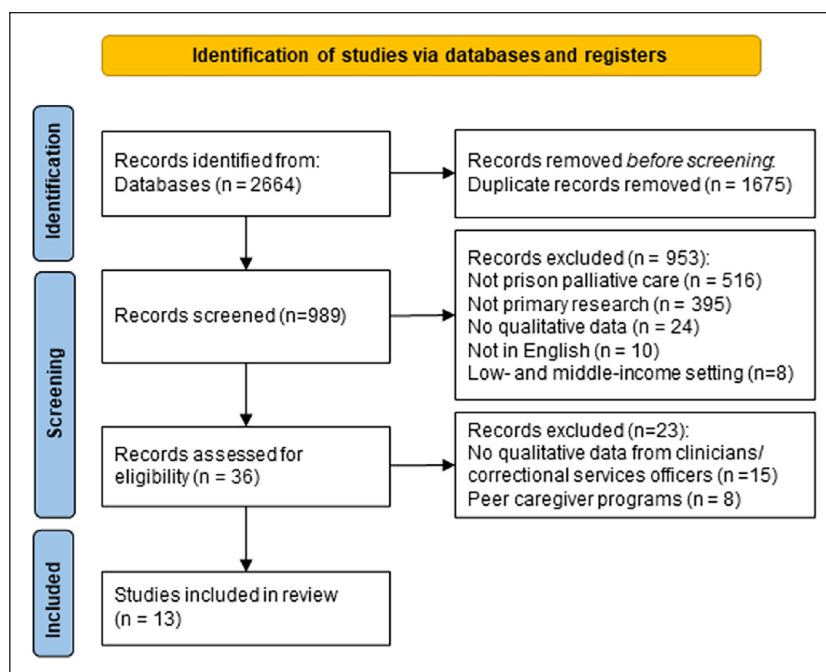 Identification of studies via databases and registers
Identification
Records identified from:
Databases (n = 2664)
Records removed before screening:
Duplicate records removed (n = 1675)
Screening
Records screened (n=989)
Records excluded (n = 953):
Not prison palliative care (n = 516)
Not primary research (n = 395)
No qualitative data (n = 24)
Not in English (n = 10)
Low- and middle-income setting (n=8)
Records assessed for
eligibility (n = 36)
Records excluded (n=23):
No qualitative data from clinicians/
correctional services officers (n =15)
Peer caregiver programs (n = 8)
Included
Studies included in review
(n = 13)